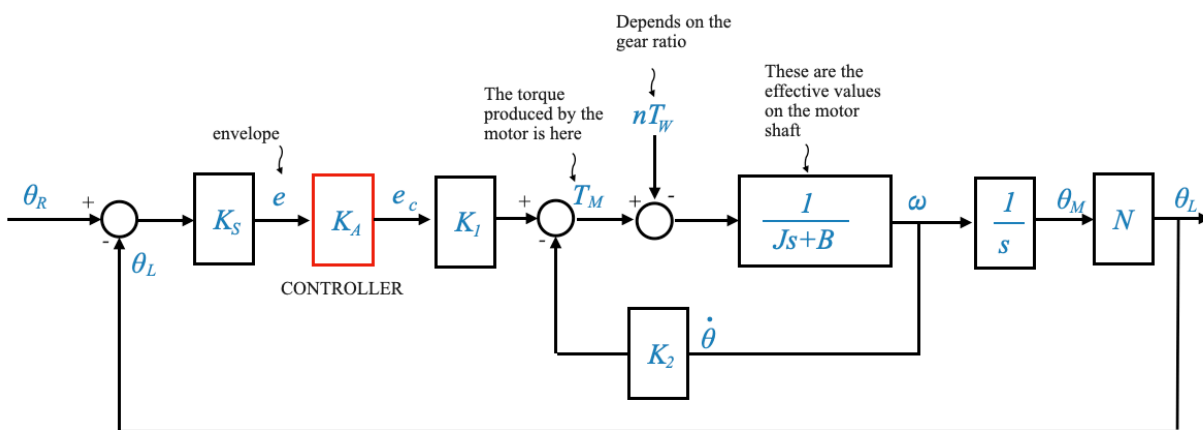 Depends on the
gear ratio
These are the
effective values
on the motor
shaft
The torque
produced by the
motor is here
nT_W
envelope
θ_R
+
-
θ_L
K_S
e
K_A
CONTROLLER
e_c
K_1
+
-
T_M
+
-
1
Js+B
ω
1
s
θ_M
N
θ_L
K_2
θ̇